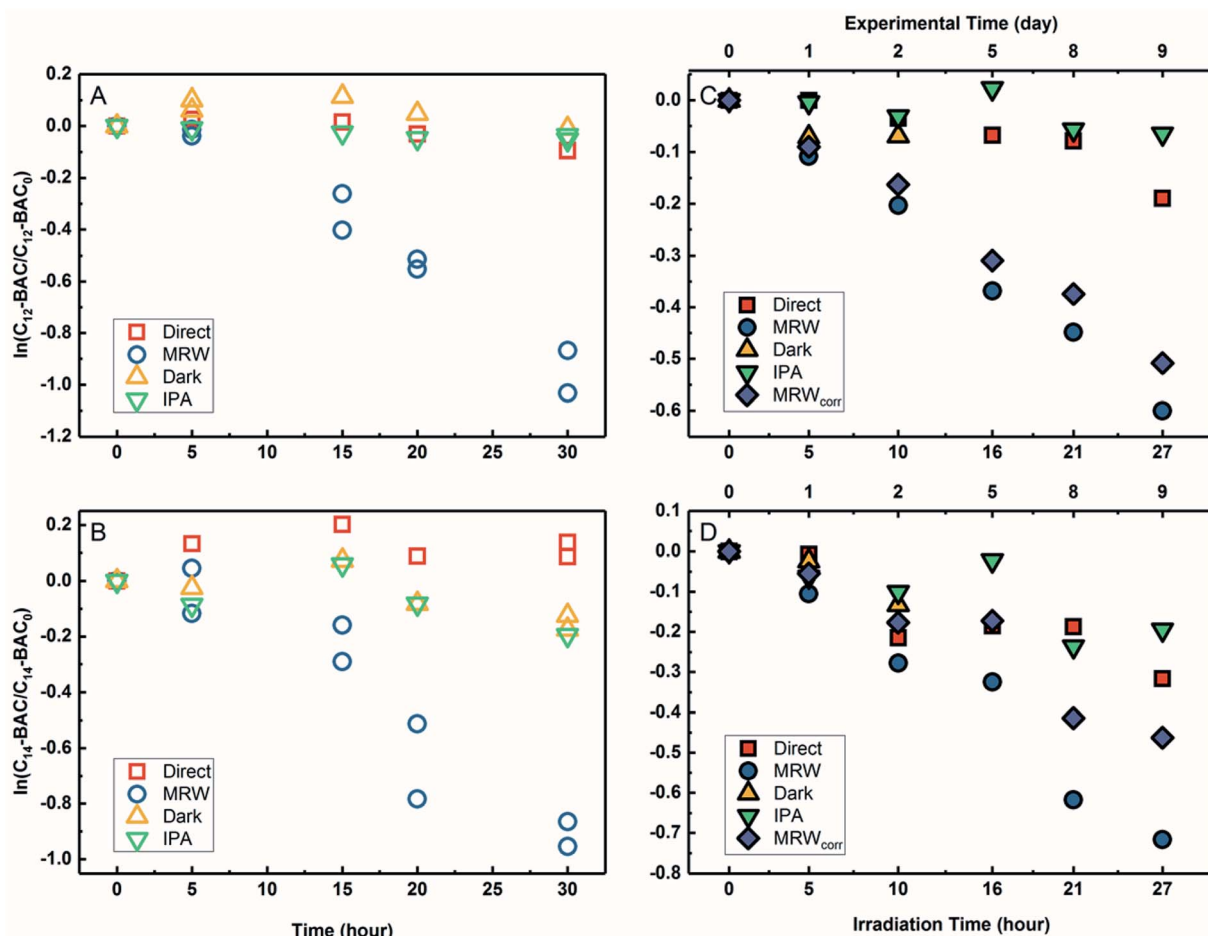 A
ln(C₁₂-BAC/C₁₂-BAC₀)
0.2
0.0
-0.2
-0.4
-0.6
-0.8
-1.0
-1.2
Direct
MRW
Dark
IPA
0 5 10 15 20 25 30
Experimental Time (day)
0 1 2 5 8 9
C
0.0
-0.1
-0.2
-0.3
-0.4
-0.5
-0.6
Direct
MRW
Dark
IPA
MRWcorr
0 5 10 16 21 27
B
ln(C₁₄-BAC/C₁₄-BAC₀)
0.2
0.0
-0.2
-0.4
-0.6
-0.8
-1.0
Direct
MRW
Dark
IPA
0 5 10 15 20 25 30
Time (hour)
0 1 2 5 8 9
D
0.1
0.0
-0.1
-0.2
-0.3
-0.4
-0.5
-0.6
-0.7
-0.8
Direct
MRW
Dark
IPA
MRWcorr
0 5 10 16 21 27
Irradiation Time (hour)